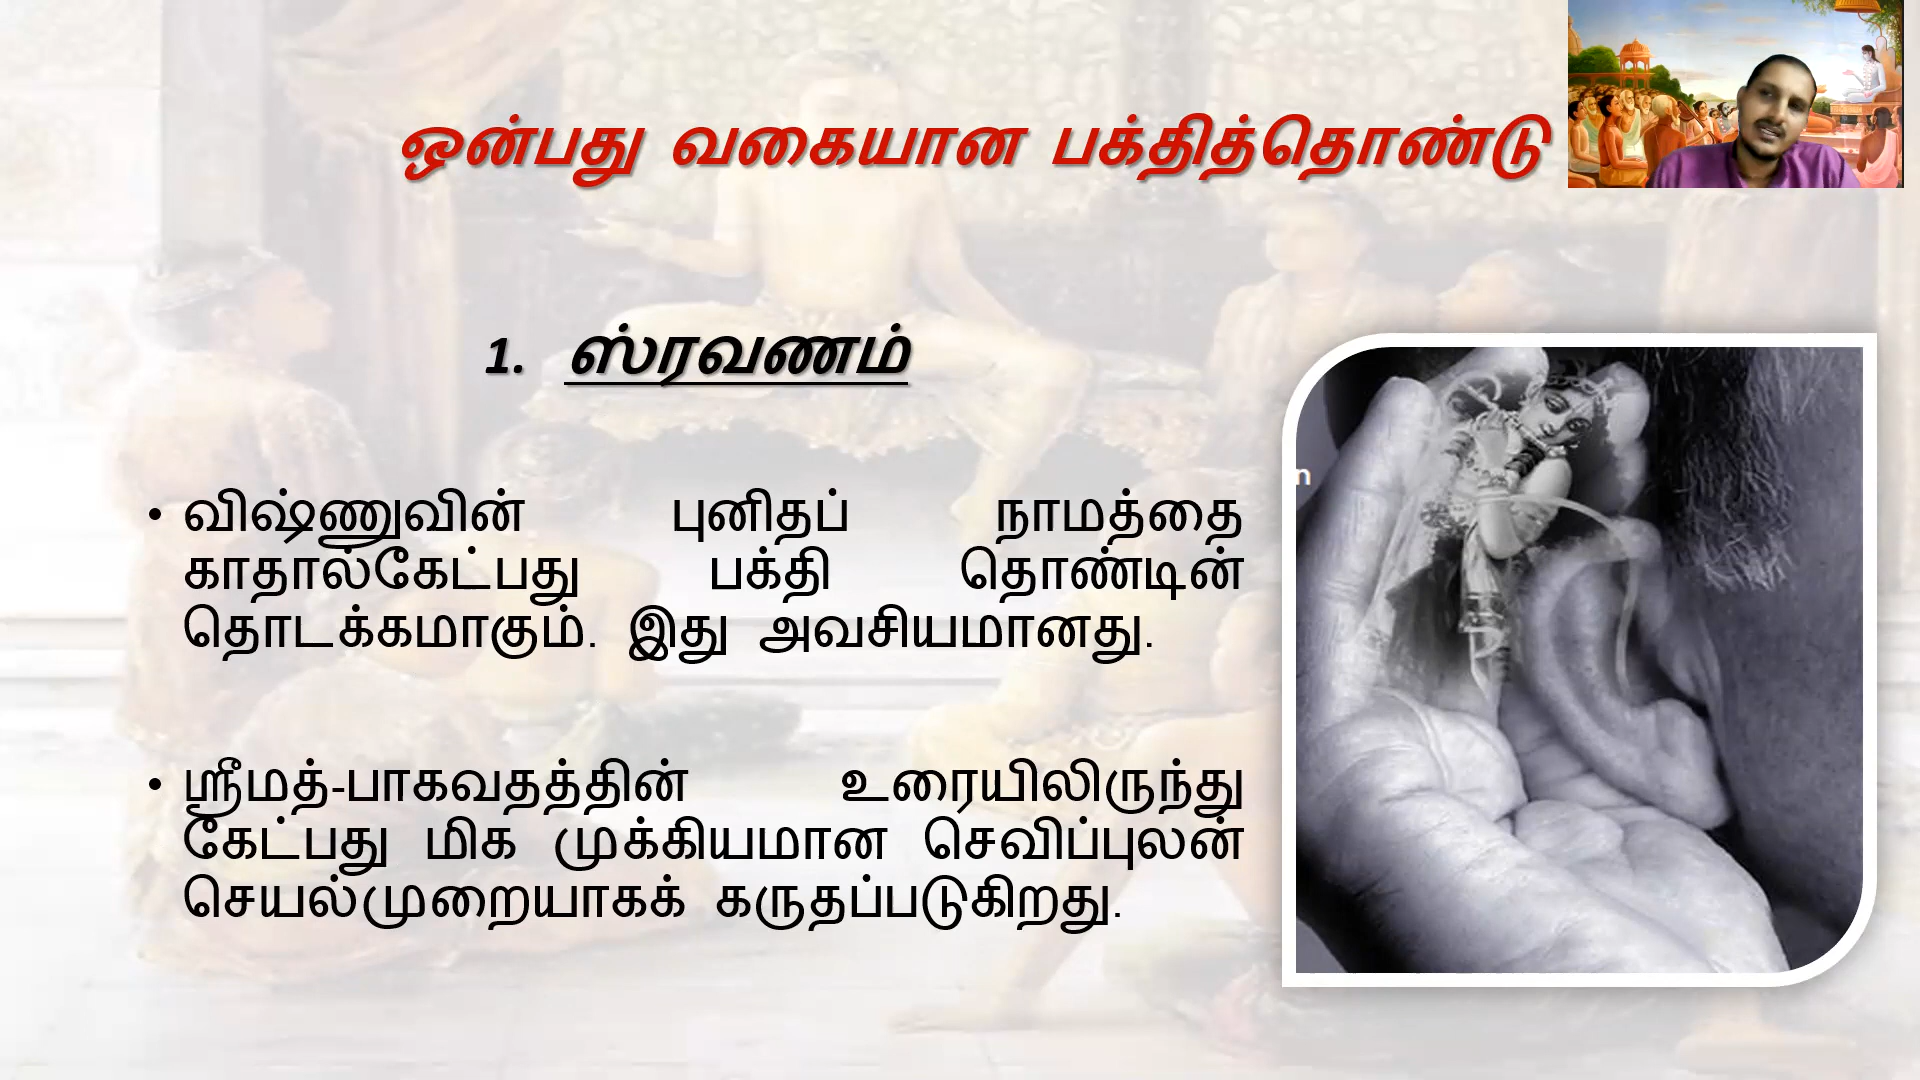 ஒன்பது வகையான பக்தித்தொண்டு
1. ஸ்ரவணம்
• விஷ்ணுவின் புனிதப் நாமத்தை
காதால்கேட்பது பக்தி தொண்டின்
தொடக்கமாகும். இது அவசியமானது.
• ஸ்ரீமத்-பாகவதத்தின் உரையிலிருந்து
கேட்பது மிக முக்கியமான செவிப்புலன்
செயல்முறையாகக் கருதப்படுகிறது.
n